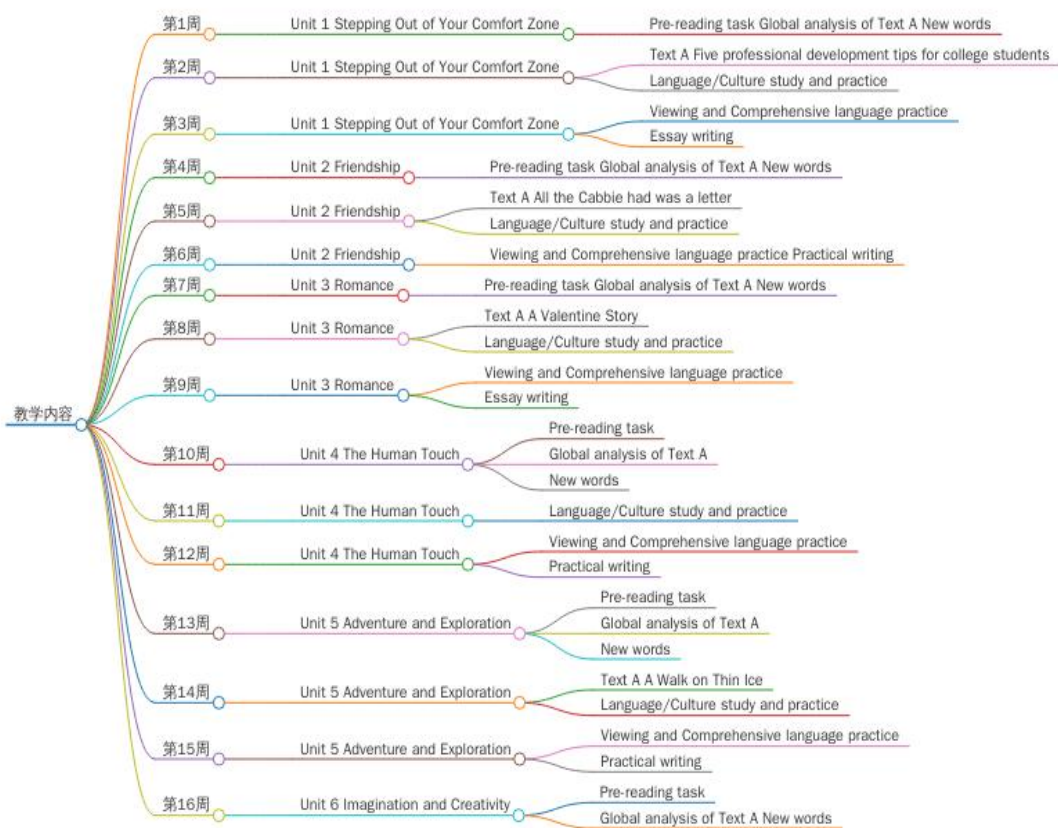 教学内容
第1周
Unit 1 Stepping Out of Your Comfort Zone
Pre-reading task Global analysis of Text A New words
第2周
Unit 1 Stepping Out of Your Comfort Zone
Text A Five professional development tips for college students
Language/Culture study and practice
第3周
Unit 1 Stepping Out of Your Comfort Zone
Viewing and Comprehensive language practice
Essay writing
第4周
Unit 2 Friendship
Pre-reading task Global analysis of Text A New words
第5周
Unit 2 Friendship
Text A All the Cabbie had was a letter
Language/Culture study and practice
第6周
Unit 2 Friendship
Viewing and Comprehensive language practice Practical writing
第7周
Unit 3 Romance
Pre-reading task Global analysis of Text A New words
第8周
Unit 3 Romance
Text A A Valentine Story
Language/Culture study and practice
第9周
Unit 3 Romance
Viewing and Comprehensive language practice
Essay writing
第10周
Unit 4 The Human Touch
Pre-reading task
Global analysis of Text A
New words
第11周
Unit 4 The Human Touch
Language/Culture study and practice
第12周
Unit 4 The Human Touch
Viewing and Comprehensive language practice
Practical writing
第13周
Unit 5 Adventure and Exploration
Pre-reading task
Global analysis of Text A
New words
第14周
Unit 5 Adventure and Exploration
Text A A Walk on Thin Ice
Language/Culture study and practice
第15周
Unit 5 Adventure and Exploration
Viewing and Comprehensive language practice
Practical writing
第16周
Unit 6 Imagination and Creativity
Pre-reading task
Global analysis of Text A New words